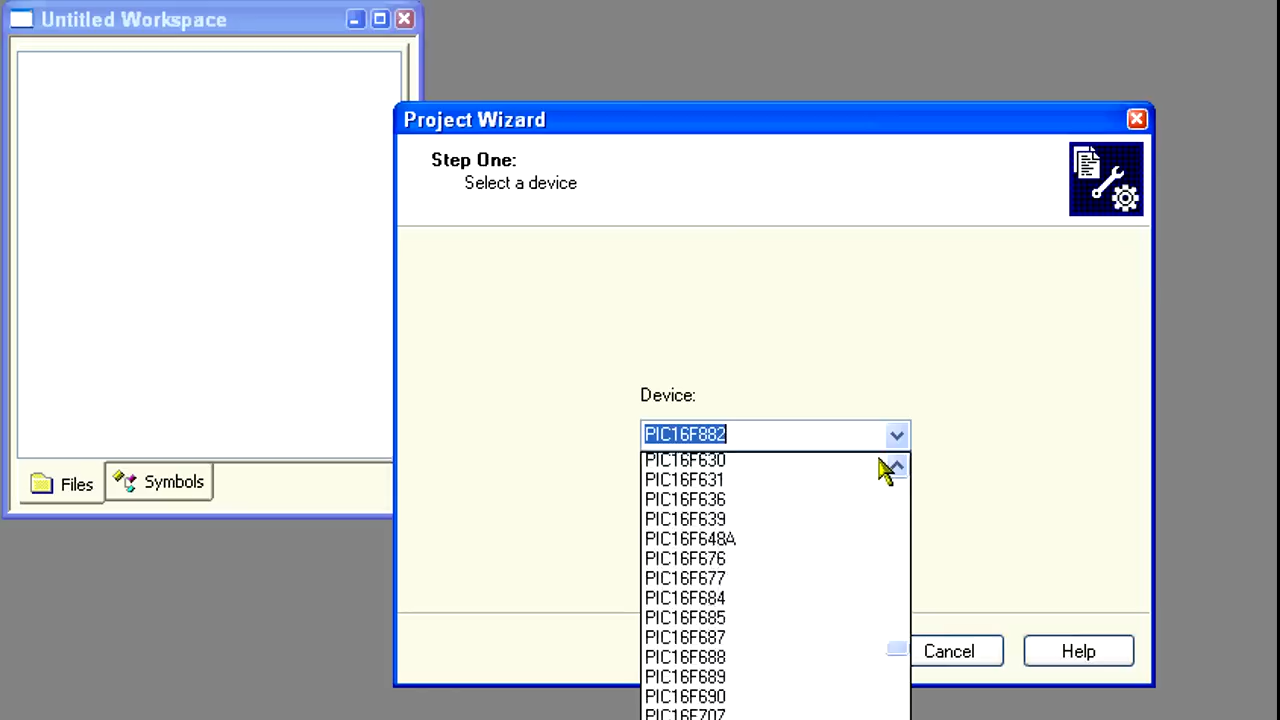 Untitled Workspace
Project Wizard
Step One:
Select a device
Device:
PIC16F882
PIC16F630
PIC16F631
PIC16F636
PIC16F639
PIC16F648A
PIC16F676
PIC16F677
PIC16F684
PIC16F685
PIC16F687
PIC16F688
PIC16F689
PIC16F690
PIC16F707
Files
Symbols
Cancel
Help